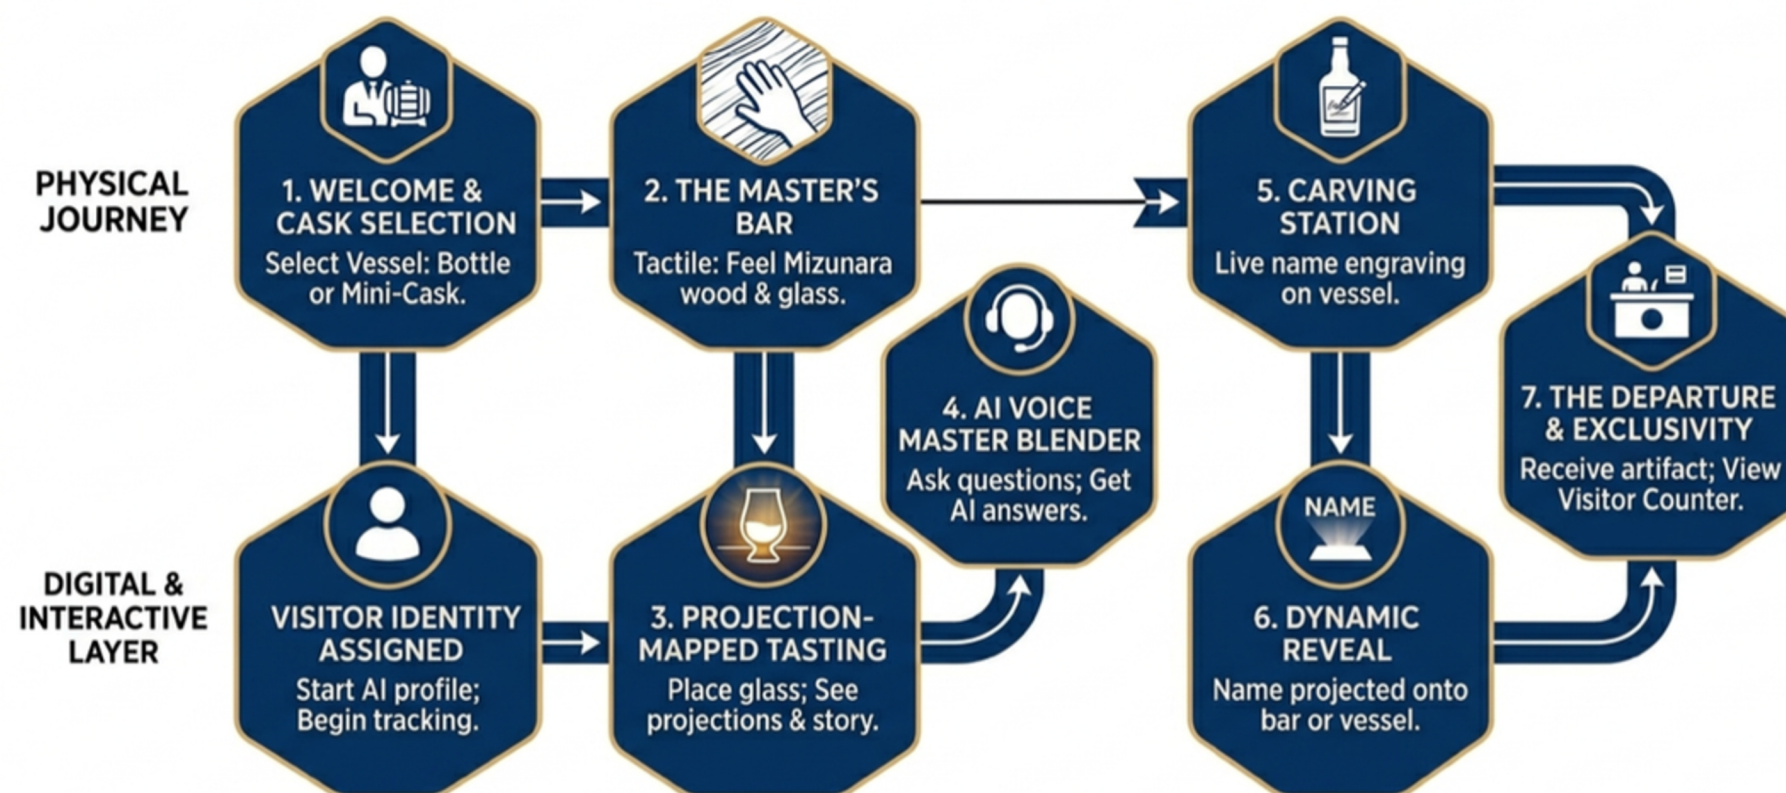 PHYSICAL
JOURNEY
1. WELCOME &
CASK SELECTION
Select Vessel: Bottle
or Mini-Cask.
2. THE MASTER'S
BAR
Tactile: Feel Mizunara
wood & glass.
5. CARVING
STATION
Live name engraving
on vessel.
4. AI VOICE
MASTER BLENDER
Ask questions; Get
AI answers.
7. THE DEPARTURE
& EXCLUSIVITY
Receive artifact; View
Visitor Counter.
DIGITAL &
INTERACTIVE
LAYER
VISITOR IDENTITY
ASSIGNED
Start AI profile;
Begin tracking.
3. PROJECTION-
MAPPED TASTING
Place glass; See
projections & story.
NAME
6. DYNAMIC
REVEAL
Name projected onto
bar or vessel.